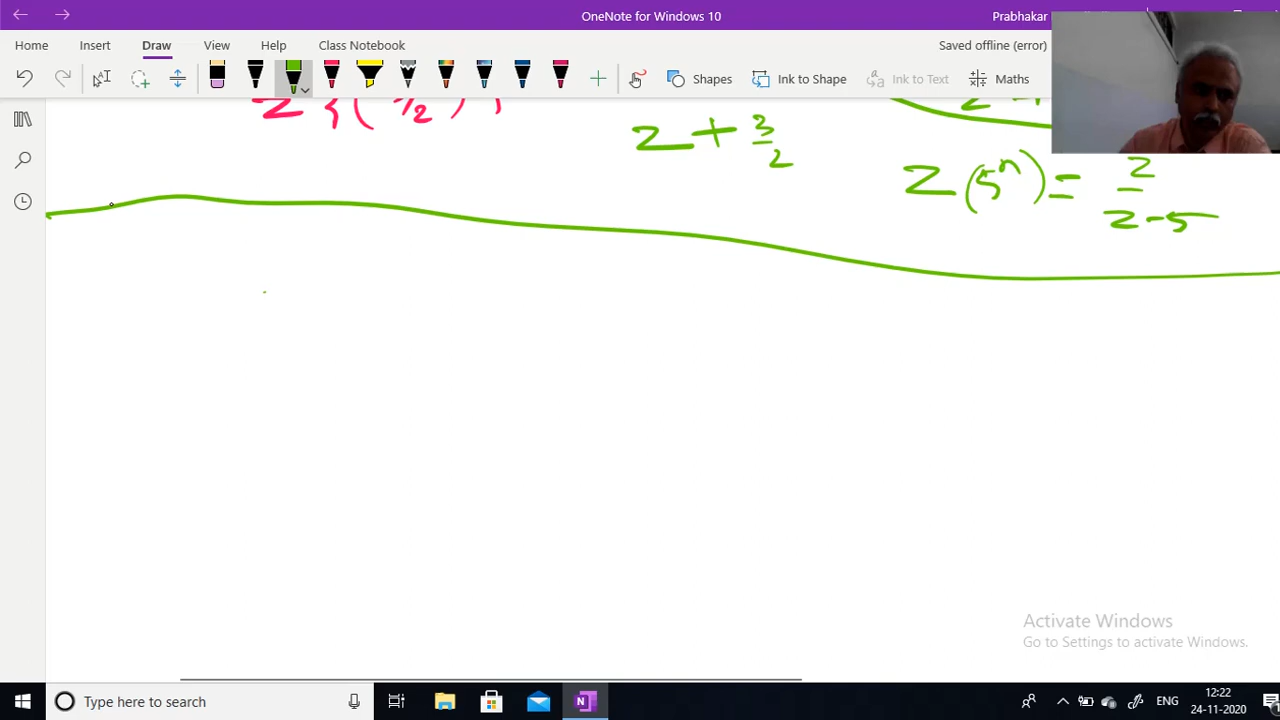 OneNote for Windows 10
Prabhakar
Home Insert Draw View Help Class Notebook
Saved offline (error)
Shapes Ink to Shape Ink to Text Maths
z + 3/2
Z(5^n) = z/(z-5)
Activate Windows
Go to Settings to activate Windows.
Type here to search
ENG
12:22
24-11-2020